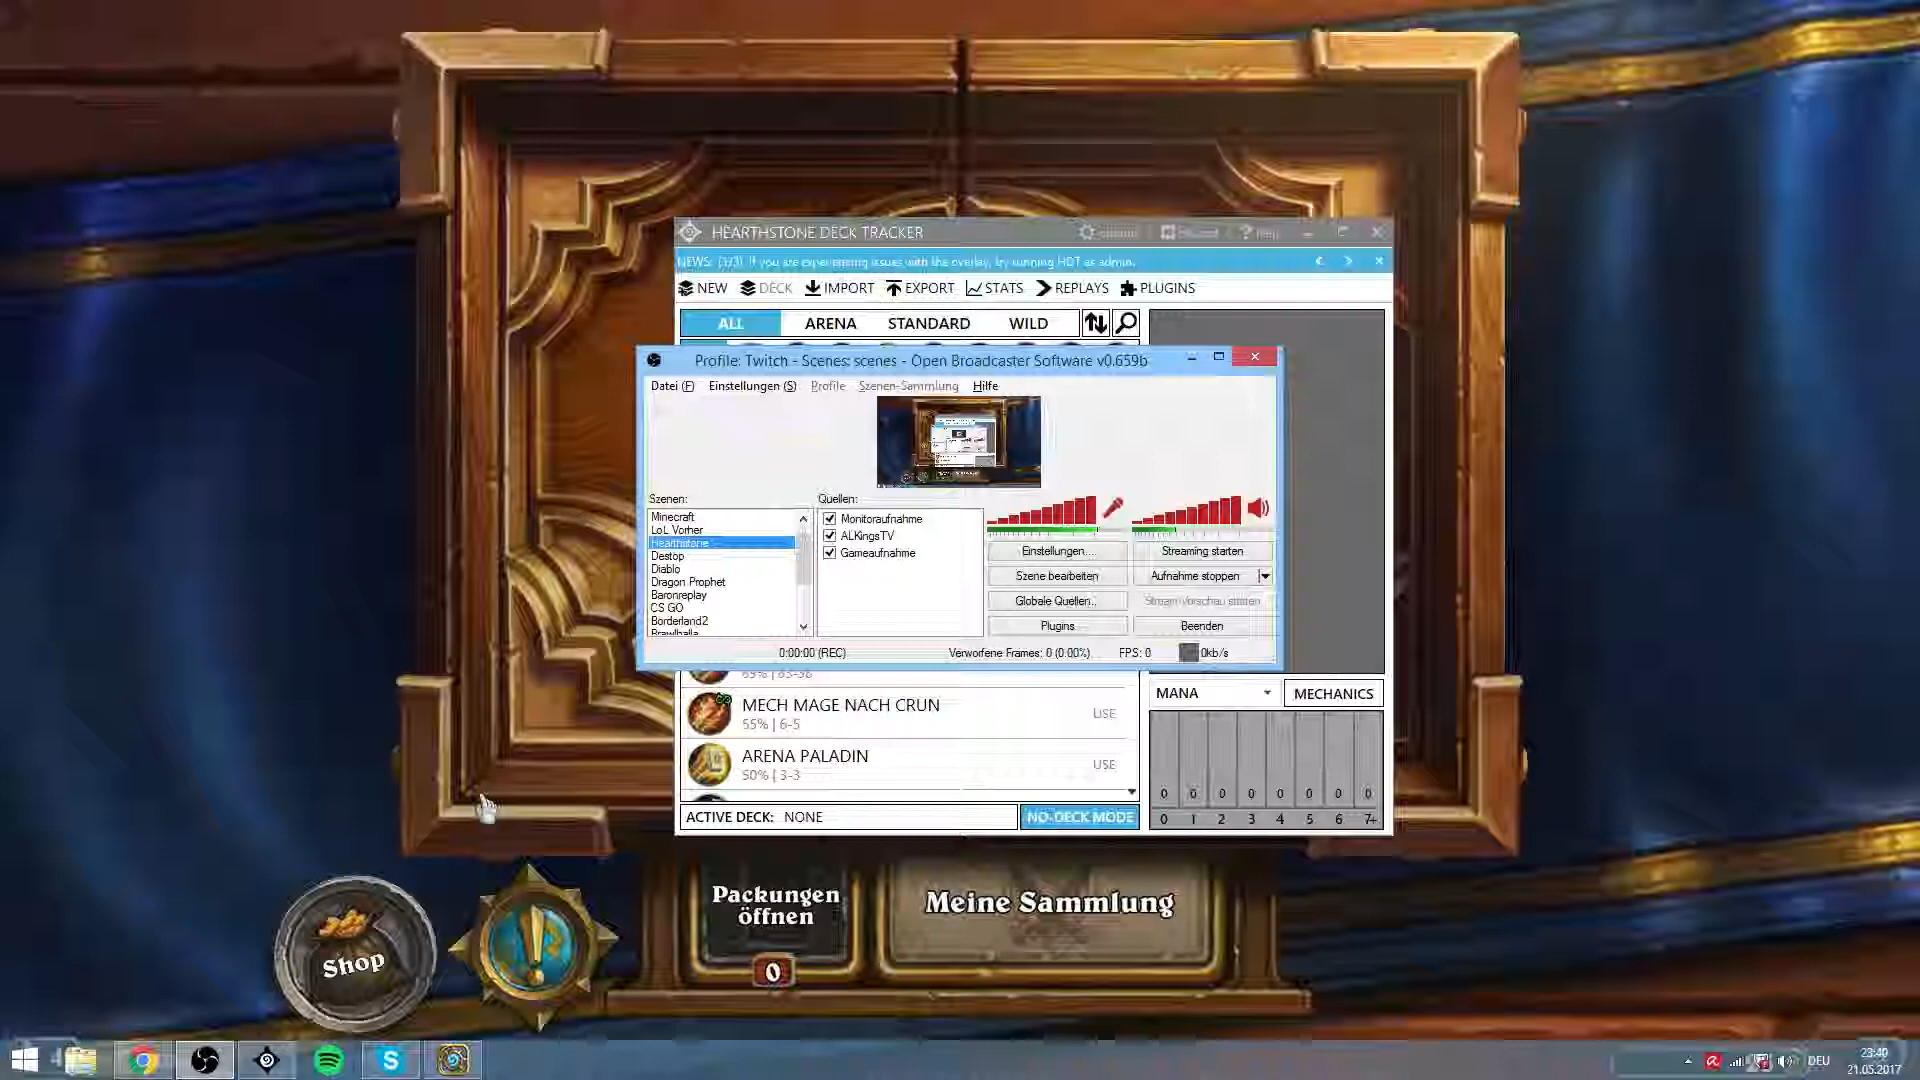 HEARTHSTONE DECK TRACKER
NEWS: (3/3) If you are experiencing issues with the overlay, try running HDT as admin.
NEW DECK IMPORT EXPORT STATS REPLAYS PLUGINS
ALL ARENA STANDARD WILD
Profile: Twitch - Scenes: scenes - Open Broadcaster Software v0.659b
Datei (F) Einstellungen (S) Profile Szenen-Sammlung Hilfe
Szenen:
Minecraft
LoL Vorher
Hearthstone
Destop
Diablo
Dragon Prophet
Baronreplay
CS GO
Borderland2
Brawlhalla
Quellen:
Monitoraufnahme
ALKingsTV
Gameaufnahme
Einstellungen... Streaming starten
Szene bearbeiten Aufnahme stoppen
Globale Quellen... Stream-Vorschau starten
Plugins Beenden
0:00:00 (REC) Verworfene Frames: 0 (0.00%) FPS: 0 0kb/s
MECH MAGE NACH CRUN
55% | 6-5
USE
ARENA PALADIN
50% | 3-3
USE
ACTIVE DECK: NONE
NO-DECK MODE
MANA MECHANICS
0 0 0 0 0 0 0 0
0 1 2 3 4 5 6 7+
Shop
Packungen
öffnen
0
Meine Sammlung
DEU
23:40
21.05.2017